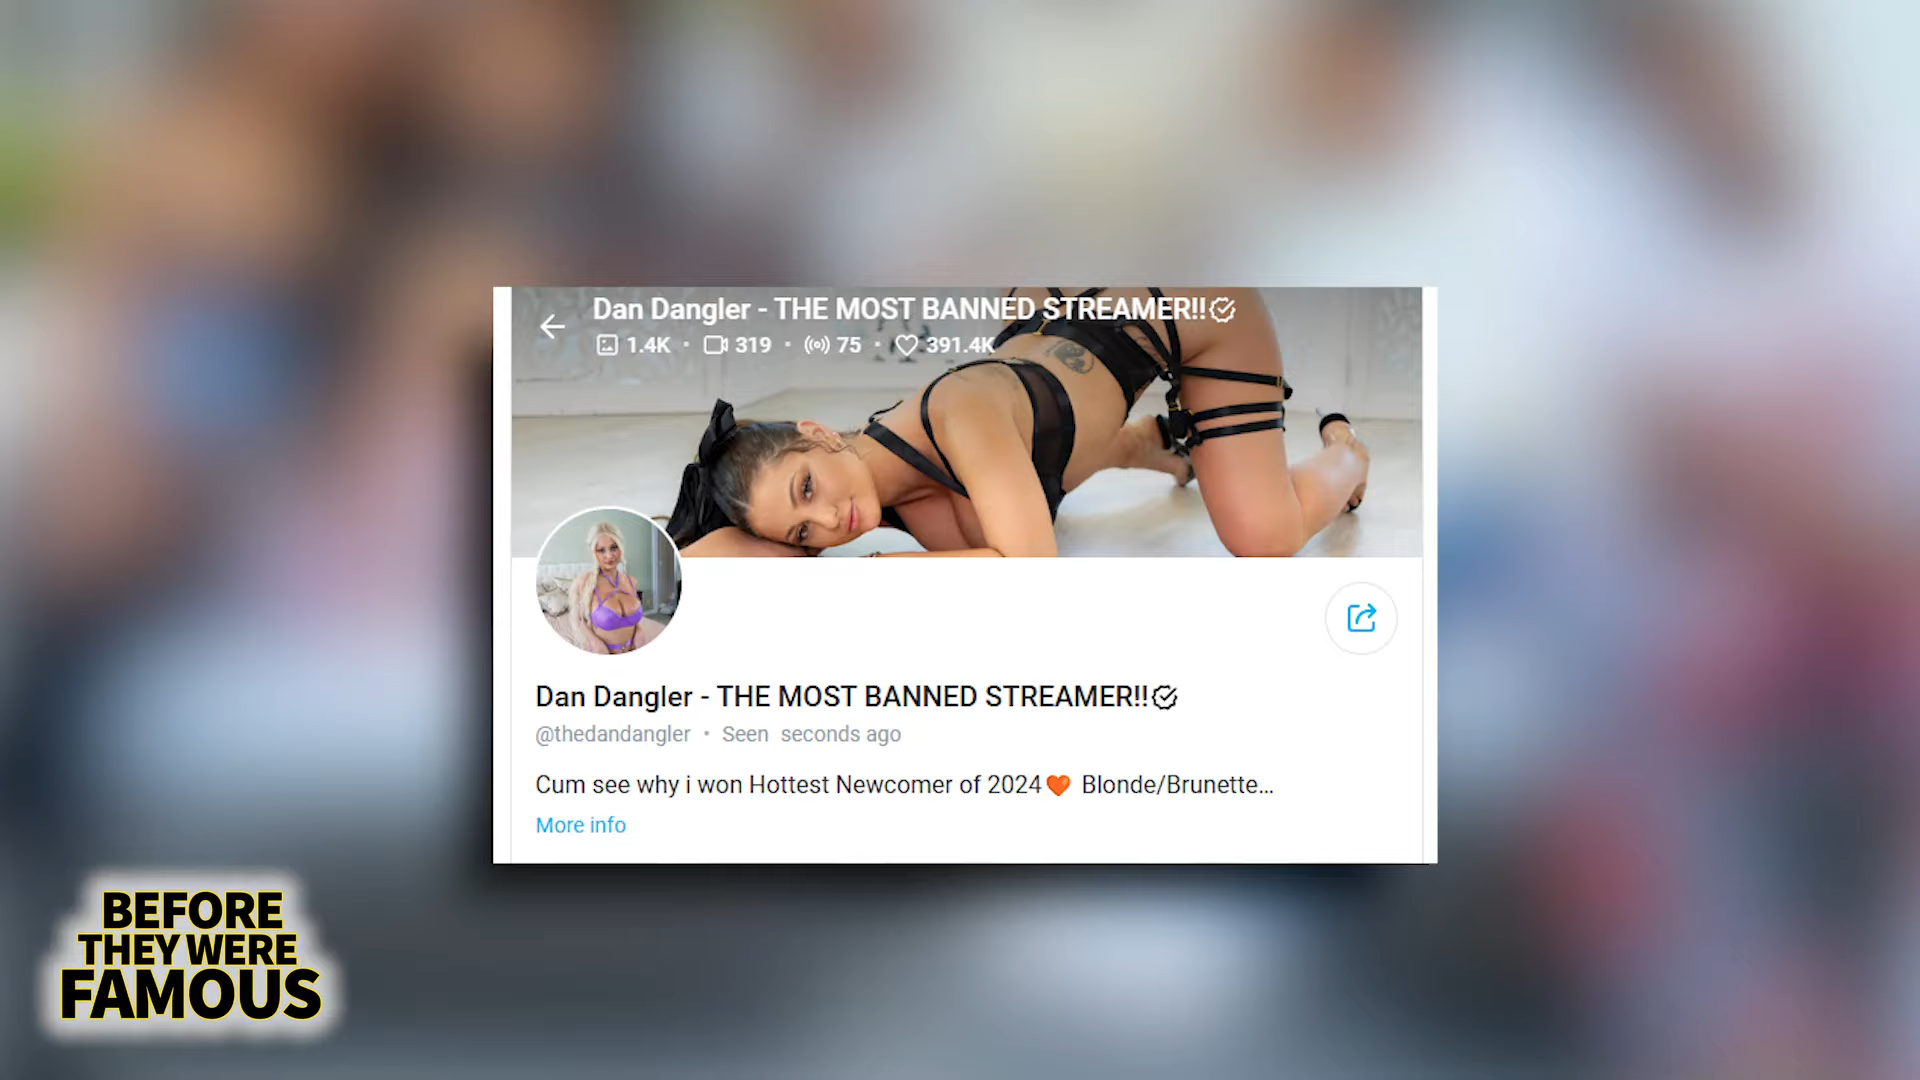 Dan Dangler - THE MOST BANNED STREAMER!!
1.4K • 319 • 75 • 391.4K
Dan Dangler - THE MOST BANNED STREAMER!!
@thedandangler • Seen seconds ago
Cum see why i won Hottest Newcomer of 2024🧡 Blonde/Brunette...
More info
BEFORE
THEY WERE
FAMOUS